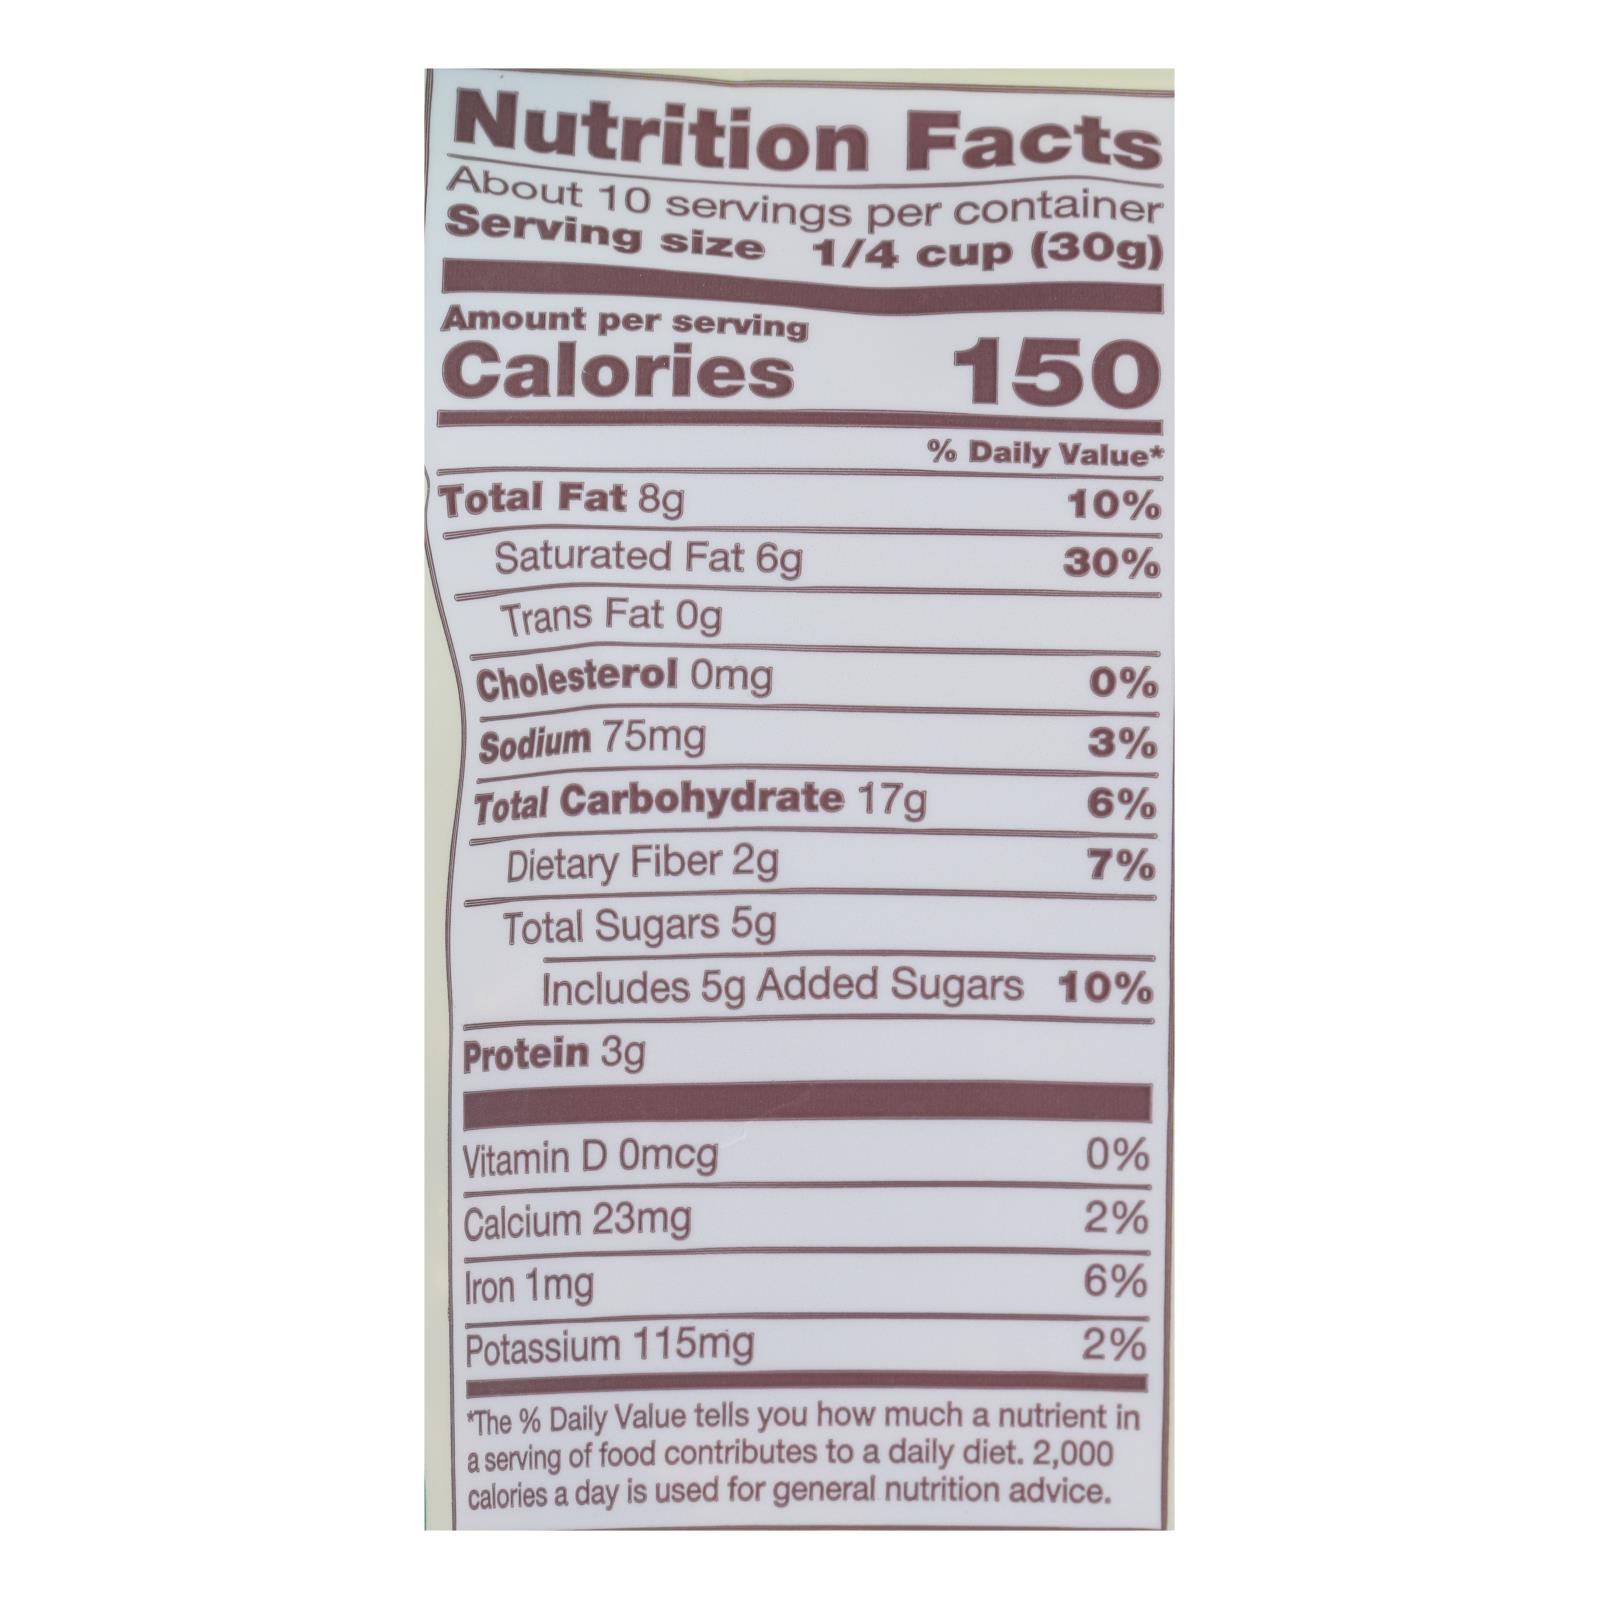 Nutrition Facts
About 10 servings per container
Serving size 1/4 cup (30g)
Amount per serving
Calories 150
% Daily Value*
Total Fat 8g 10%
Saturated Fat 6g 30%
Trans Fat 0g
Cholesterol 0mg 0%
Sodium 75mg 3%
Total Carbohydrate 17g 6%
Dietary Fiber 2g 7%
Total Sugars 5g
Includes 5g Added Sugars 10%
Protein 3g
Vitamin D 0mcg 0%
Calcium 23mg 2%
Iron 1mg 6%
Potassium 115mg 2%
*The % Daily Value tells you how much a nutrient in
a serving of food contributes to a daily diet. 2,000
calories a day is used for general nutrition advice.